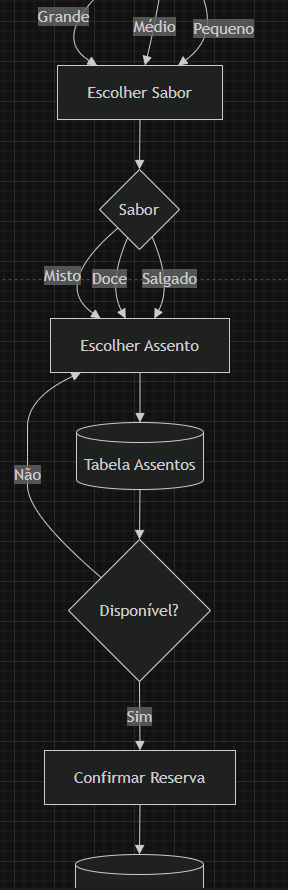 Grande
Médio
Pequeno
Escolher Sabor
Sabor
Misto
Doce
Salgado
Escolher Assento
Tabela Assentos
Não
Disponível?
Sim
Confirmar Reserva